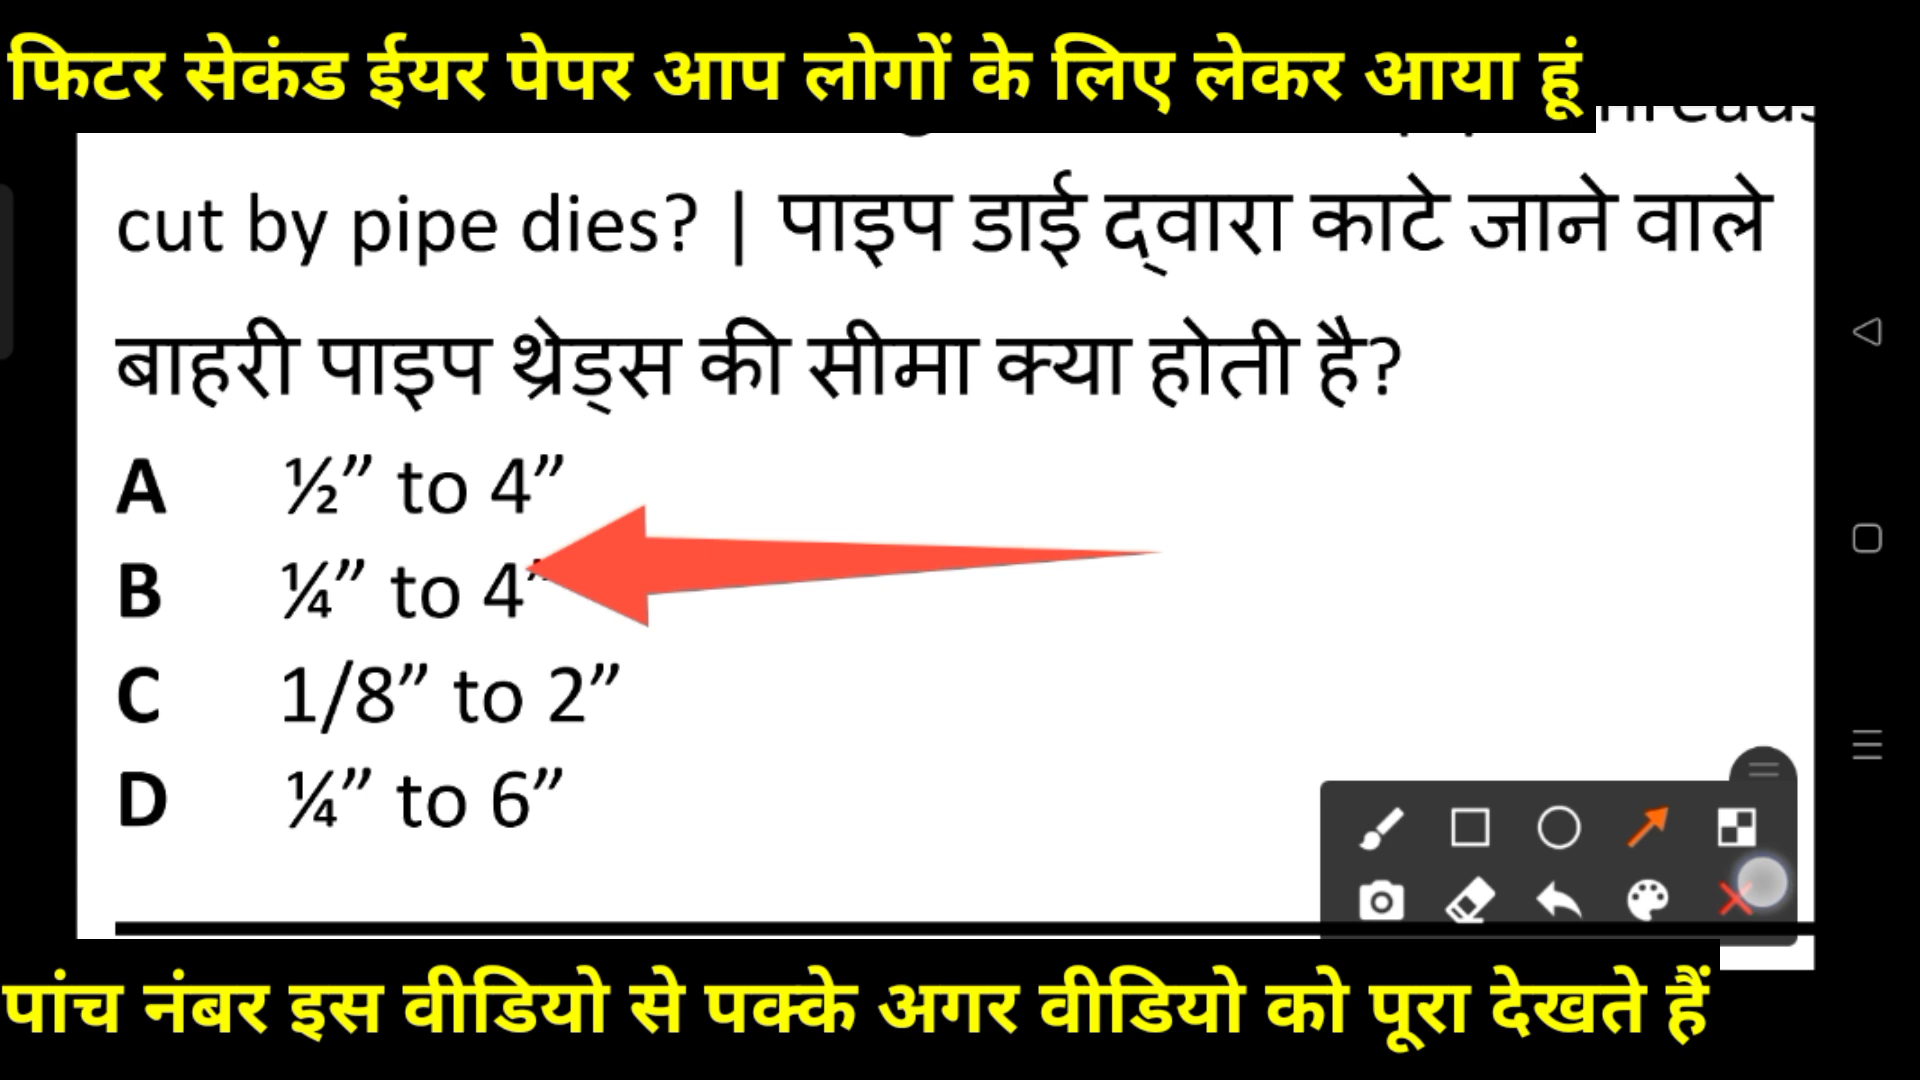 फिटर सेकंड ईयर पेपर आप लोगों के लिए लेकर आया हूं
cut by pipe dies? | पाइप डाई द्वारा काटे जाने वाले
बाहरी पाइप थ्रेड्स की सीमा क्या होती है?
A ½” to 4”
B ¼” to 4”
C 1/8” to 2”
D ¼” to 6”
पांच नंबर इस वीडियो से पक्के अगर वीडियो को पूरा देखते हैं